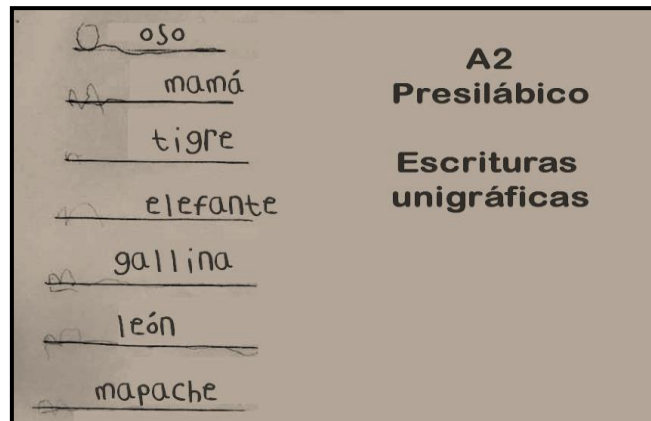 oso
mamá
tigre
elefante
gallina
león
mapache
A2
Presilábico
Escrituras
unigráficas